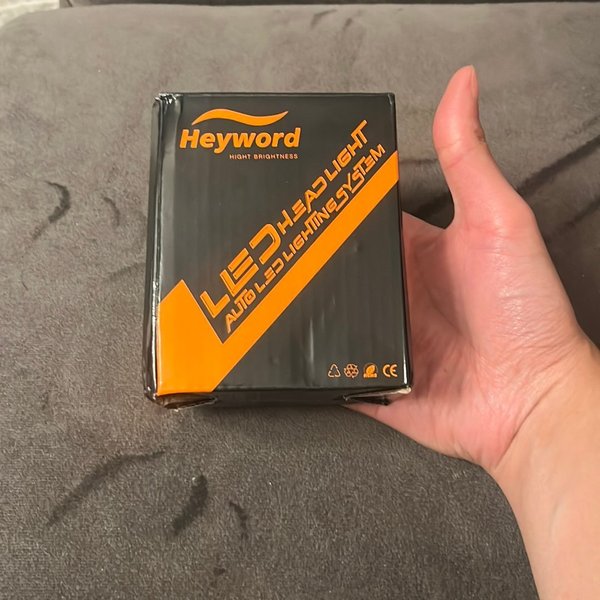 Heyword
HIGHT BRIGHTNESS
LED HEAD LIGHT
AUTO LED LIGHTING SYSTEM
CE